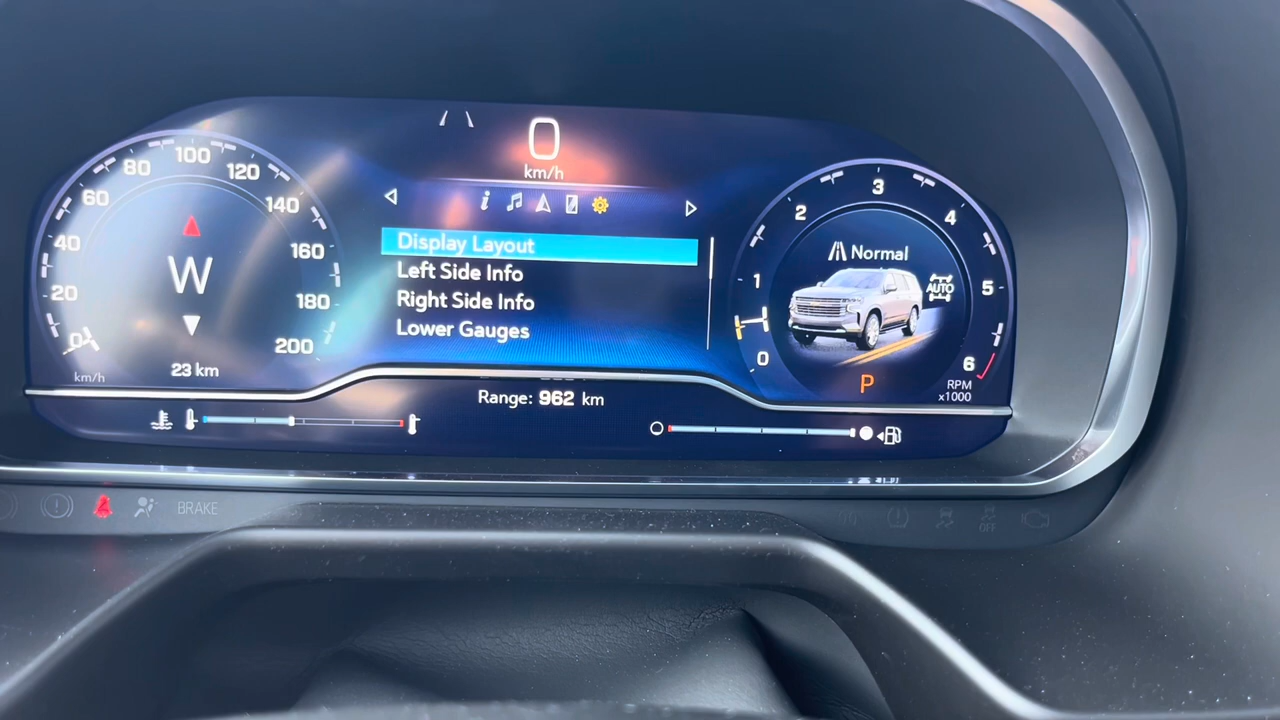 0
km/h
0
20
40
60
80
100
120
140
160
180
200
km/h
W
23 km
Display Layout
Left Side Info
Right Side Info
Lower Gauges
Range: 962 km
0
1
2
3
4
5
6
RPM
x1000
Normal
AUTO
P
BRAKE
OFF